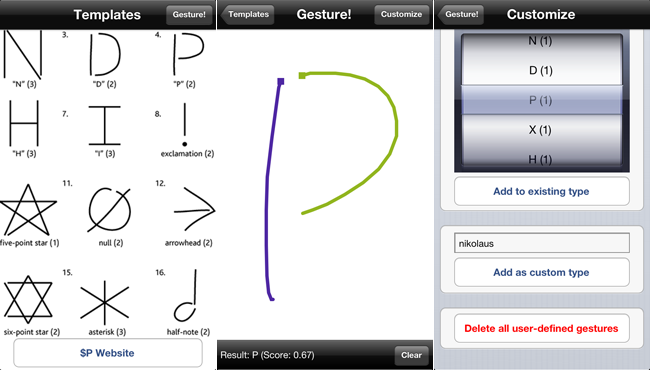 Templates
Gesture!
3.
4.
"N" (3)
"D" (2)
"P" (2)
7.
8.
"H" (3)
"I" (3)
exclamation (2)
11.
12.
five-point star (1)
null (2)
arrowhead (2)
15.
16.
six-point star (2)
asterisk (3)
half-note (2)
$P Website
Templates
Gesture!
Customize
Result: P (Score: 0.67)
Clear
Gesture!
Customize
N (1)
D (1)
P (1)
X (1)
H (1)
Add to existing type
nikolaus
Add as custom type
Delete all user-defined gestures